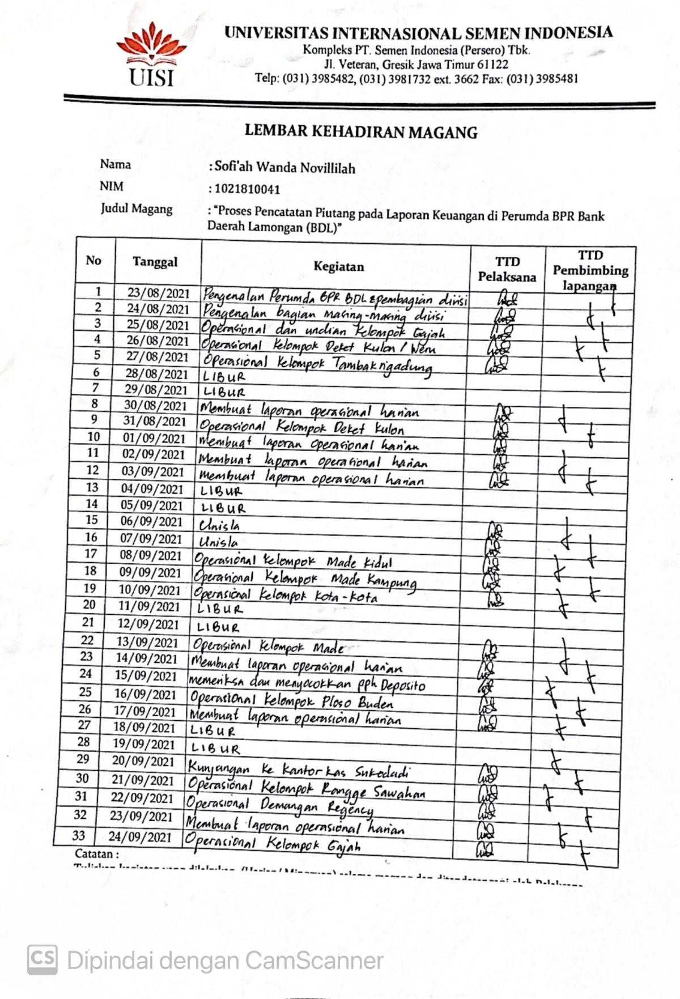 UISI
UNIVERSITAS INTERNASIONAL SEMEN INDONESIA
Kompleks PT. Semen Indonesia (Persero) Tbk.
Jl. Veteran, Gresik Jawa Timur 61122
Telp: (031) 3985482, (031) 3981732 ext. 3662 Fax: (031) 3985481
LEMBAR KEHADIRAN MAGANG
Nama : Sofi'ah Wanda Novillilah
NIM : 1021810041
Judul Magang : "Proses Pencatatan Piutang pada Laporan Keuangan di Perumda BPR Bank
Daerah Lamongan (BDL)"
No Tanggal Kegiatan TTD Pelaksana TTD Pembimbing lapangan
1 23/08/2021 Pengenalan Perumda BPR BDL & pembagian divisi
2 24/08/2021 Pengenalan bagian masing-masing divisi
3 25/08/2021 Operasional dan undian Kelompok Gajah
4 26/08/2021 Operasional Kelompok Deket Kulon / Weru
5 27/08/2021 Operasional Kelompok Tambakrigadung
6 28/08/2021 LIBUR
7 29/08/2021 LIBUR
8 30/08/2021 Membuat laporan operasional harian
9 31/08/2021 Operasional Kelompok Deket Kulon
10 01/09/2021 Membuat laporan operasional harian
11 02/09/2021 Membuat laporan operasional harian
12 03/09/2021 Membuat laporan operasional harian
13 04/09/2021 LIBUR
14 05/09/2021 LIBUR
15 06/09/2021 Unisla
16 07/09/2021 Unisla
17 08/09/2021 Operasional Kelompok Made Kidul
18 09/09/2021 Operasional Kelompok Made Kampung
19 10/09/2021 Operasional Kelompok Kota-Kota
20 11/09/2021 LIBUR
21 12/09/2021 LIBUR
22 13/09/2021 Operasional Kelompok Made
23 14/09/2021 Membuat laporan operasional harian
24 15/09/2021 memeriksa dan menyocokkan pph Deposito
25 16/09/2021 Operasional Kelompok Ploso Buden
26 17/09/2021 Membuat laporan operasional harian
27 18/09/2021 LIBUR
28 19/09/2021 LIBUR
29 20/09/2021 Kunjungan Ke Kantor kas Sukodadi
30 21/09/2021 Operasional Kelompok Rangge Sawahan
31 22/09/2021 Operasional Demangan Regency
32 23/09/2021 Membuat laporan operasional harian
33 24/09/2021 Operasional Kelompok Gajah
Catatan :
CS Dipindai dengan CamScanner